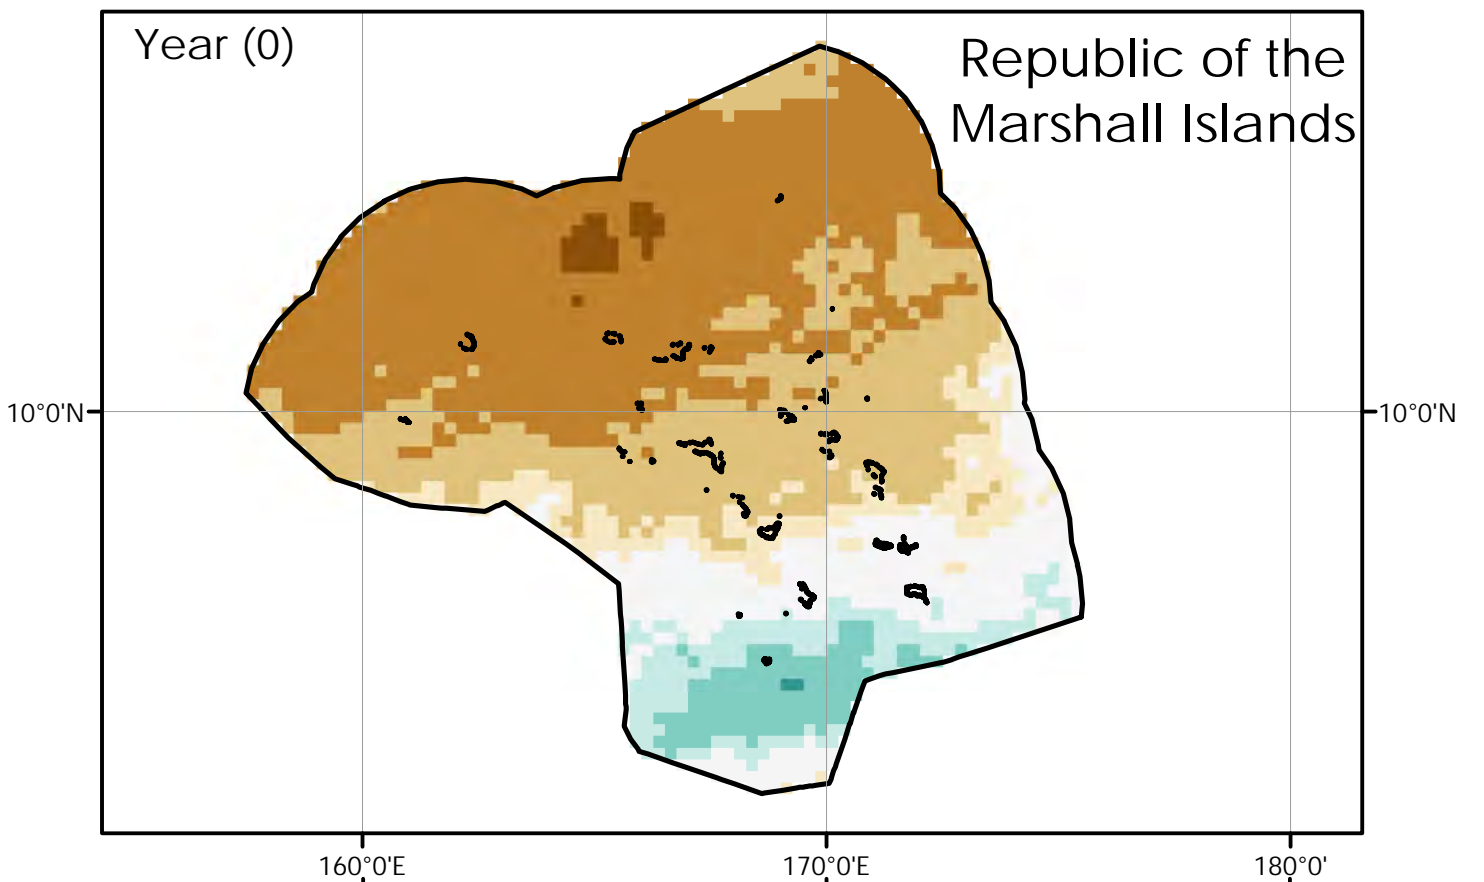 Year (0)
Republic of the
Marshall Islands
10°0'N
10°0'N
160°0'E
170°0'E
180°0'